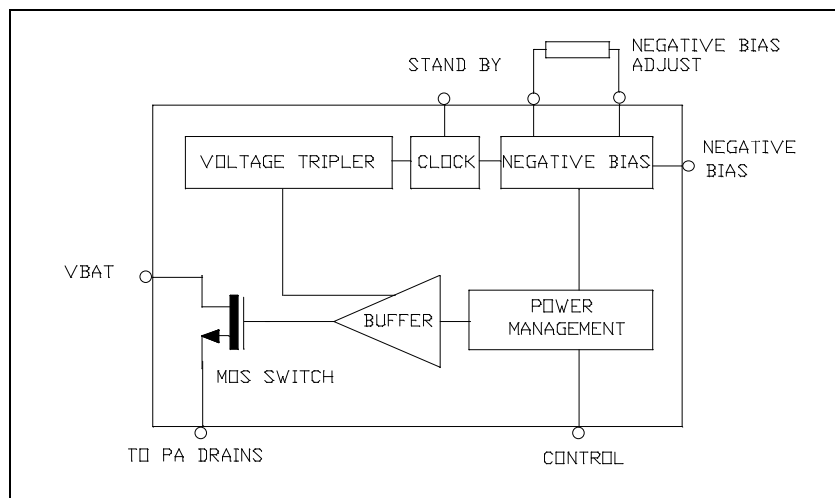 NEGATIVE BIAS
ADJUST
STAND BY
VOLTAGE TRIPLER
CLOCK
NEGATIVE BIAS
NEGATIVE
BIAS
VBAT
BUFFER
POWER
MANAGEMENT
MOS SWITCH
TO PA DRAINS
CONTROL